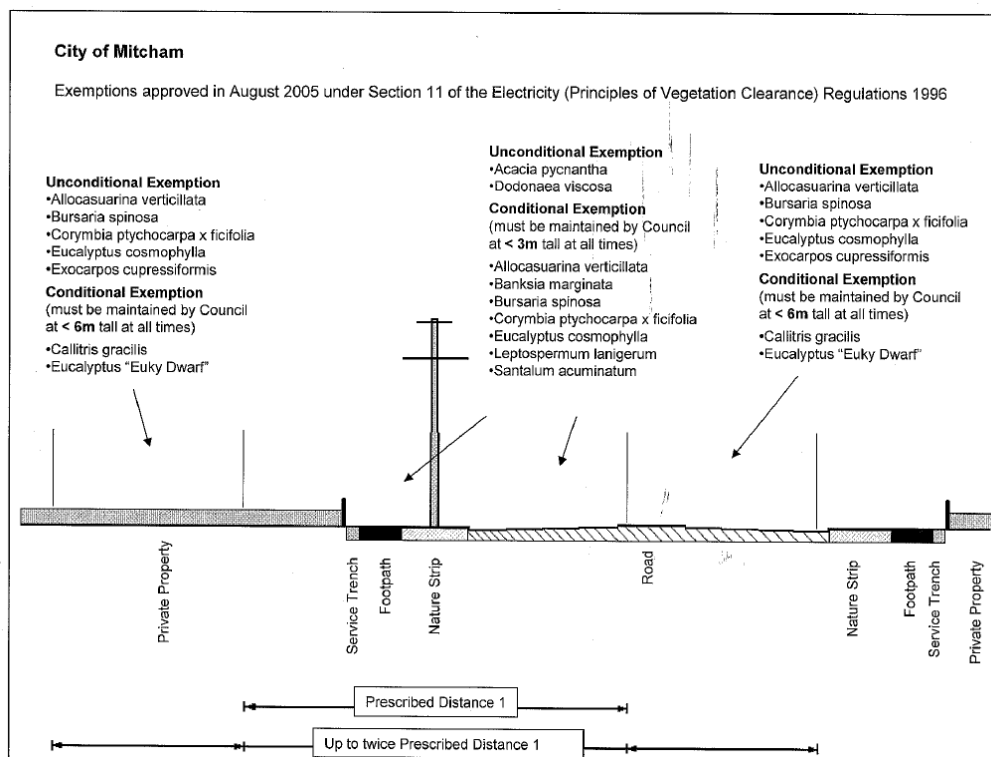 City of Mitcham
Exemptions approved in August 2005 under Section 11 of the Electricity (Principles of Vegetation Clearance) Regulations 1996
Unconditional Exemption
•Allocasuarina verticillata
•Bursaria spinosa
•Corymbia ptychocarpa x ficifolia
•Eucalyptus cosmophylla
•Exocarpos cupressiformis
Conditional Exemption
(must be maintained by Council
at < 6m tall at all times)
•Callitris gracilis
•Eucalyptus "Euky Dwarf"
Unconditional Exemption
•Acacia pycnantha
•Dodonaea viscosa
Conditional Exemption
(must be maintained by Council
at < 3m tall at all times)
•Allocasuarina verticillata
•Banksia marginata
•Bursaria spinosa
•Corymbia ptychocarpa x ficifolia
•Eucalyptus cosmophylla
•Leptospermum lanigerum
•Santalum acuminatum
Unconditional Exemption
•Allocasuarina verticillata
•Bursaria spinosa
•Corymbia ptychocarpa x ficifolia
•Eucalyptus cosmophylla
•Exocarpos cupressiformis
Conditional Exemption
(must be maintained by Council
at < 6m tall at all times)
•Callitris gracilis
•Eucalyptus "Euky Dwarf"
Private Property
Service Trench
Footpath
Nature Strip
Road
Nature Strip
Footpath
Service Trench
Private Property
Prescribed Distance 1
Up to twice Prescribed Distance 1